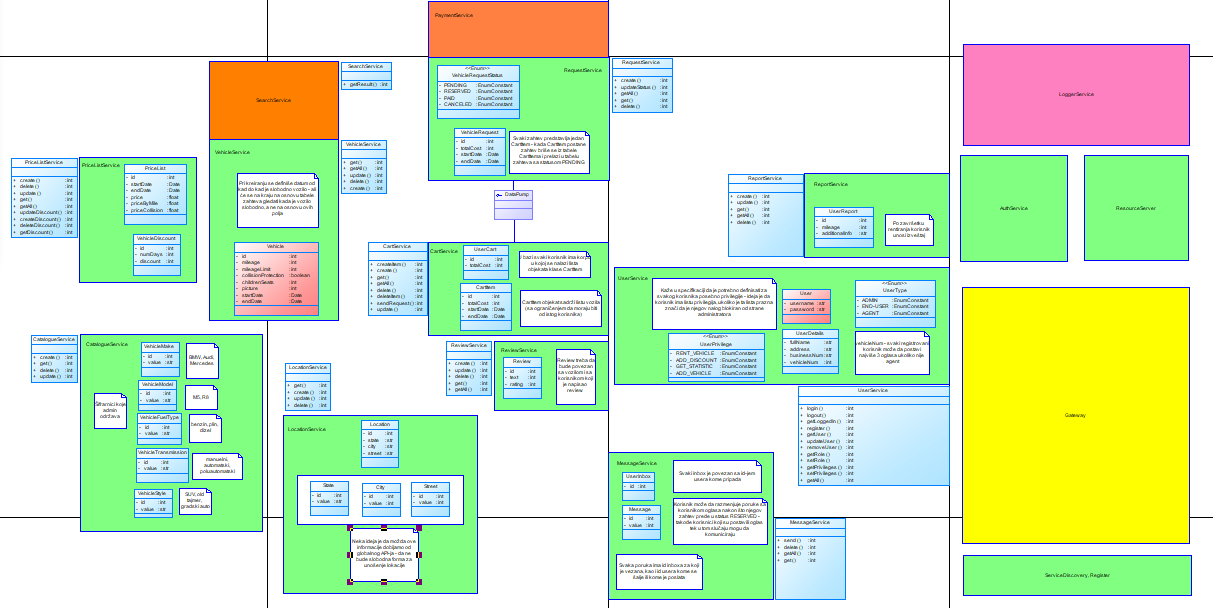 PaymentService
SearchService
SearchService
+ getResult() : int
VehicleService
Pri kreiranju se definiše datum od
kad do kad je slobodno vozilo - ali
će se na kraju na osnovu tabele
zahteva gledati kada je vozilo
slobodno, a ne na osnovu ovih
polja
Vehicle
- id : int
- mileage : int
- mileageLimit : int
- collisionProtection : boolean
- childrenSeats : int
- picture : int
- startDate : Date
- endDate : Date
VehicleService
+ get() : int
+ getAll() : int
+ update() : int
+ delete() : int
+ create() : int
<<Enum>>
VehicleRequestStatus
- PENDING : EnumConstant
- RESERVED : EnumConstant
- PAID : EnumConstant
- CANCELED : EnumConstant
RequestService
VehicleRequest
- id : int
- totalCost : int
- startDate : Date
- endDate : Date
Svaki zahtev predstavlja jedan
CartItem - kada CartItem postane
zahtev briše se iz tabele
CartItema i prelazi u tabelu
zahteva sa statusom PENDING
RequestService
+ create() : int
+ updateStatus() : int
+ getAll() : int
+ get() : int
+ delete() : int
DataPump
PriceListService
+ create() : int
+ delete() : int
+ update() : int
+ get() : int
+ getAll() : int
+ updateDiscount() : int
+ createDiscount() : int
+ deleteDiscount() : int
+ getDiscount() : int
PriceListService
PriceList
- id : int
- startDate : Date
- endDate : Date
- price : float
- priceByMile : float
- priceCollision : float
VehicleDiscount
- id : int
- numDays : int
- discount : int
CartService
+ createItem() : int
+ create() : int
+ get() : int
+ getAll() : int
+ delete() : int
+ deleteItem() : int
+ sendRequest() : int
+ update() : int
CartService
UserCart
- id : int
- totalCost : int
CartItem
- id : int
- totalCost : int
- startDate : Date
- endDate : Date
U bazi svaki korisnik ima korpu
u kojoj se nalazi lista
objekata klase CartItem
CartItem objekat sadrži listu vozila
(sa ograničenjem da moraju biti
od istog korisnika)
ReportService
+ create() : int
+ update() : int
+ get() : int
+ getAll() : int
+ delete() : int
ReportService
UserReport
- id : int
- mileage : int
- additionalInfo : str
Po završetku
rentiranja korisnik
unosi izveštaj
UserService
Kaže u specifikaciji da je potrebno definisati za
svakog korisnika posebno privilegije - ideja je da
korisnik ima listu privilegija, ukoliko je ta lista prazna
znači da je njegov nalog blokiran od strane
administratora
User
- username : str
- password : str
<<Enum>>
UserType
- ADMIN : EnumConstant
- END-USER : EnumConstant
- AGENT : EnumConstant
<<Enum>>
UserPrivilege
- RENT_VEHICLE : EnumConstant
- ADD_DISCOUNT : EnumConstant
- GET_STATISTIC : EnumConstant
- ADD_VEHICLE : EnumConstant
UserDetails
- fullName : str
- address : str
- businessNum : str
- vehicleNum : int
vehicleNum - svaki registrovani
korisnik može da postavi
najviše 3 oglasa ukoliko nije
agent
UserService
+ login() : int
+ logout() : int
+ getLoggedIn() : int
+ register() : int
+ getUser() : int
+ updateUser() : int
+ removeUser() : int
+ getRole() : int
+ setRole() : int
+ getPrivileges() : int
+ setPrivileges() : int
+ getAll() : int
CatalogueService
+ create() : int
+ get() : int
+ delete() : int
+ update() : int
CatalogueService
VehicleMake
- id : int
- value : str
BMW, Audi,
Mercedes
VehicleModel
- id : int
- value : str
M5, R8
Šifarnici koje
admin
održava
VehicleFuelType
- id : int
- value : str
benzin, plin,
dizel
VehicleTransmission
- id : int
- value : str
manuelni,
automatski,
poluautomatski
VehicleStyle
- id : int
- value : str
SUV, old
tajmer,
gradski auto
LocationService
+ get() : int
+ create() : int
+ update() : int
+ delete() : int
LocationService
Location
- id : int
- state : str
- city : str
- street : str
State
- id : int
- value : str
City
- id : int
- value : int
Street
- id : int
- value : str
Neka ideja je da možda ove
informacije dobijamo od
globalnog API-ja - da ne
bude slobodna forma za
unošenje lokacije
ReviewService
+ create() : int
+ update() : int
+ delete() : int
+ get() : int
+ getAll() : int
ReviewService
Review
- id : int
- text : str
- rating : int
Review treba da
bude povezan
sa vozilom i sa
korisnikom koji
je napisao
review
MessageService
UserInbox
- id : int
Svaki inbox je povezan sa id-jem
usera kome pripada
Message
- id : int
- value : int
Korisnik može da razmenjuje poruke sa
korisnikom oglasa nakon što njegov
zahtev pređe u status RESERVED -
takođe korisnici koji su postavili oglas
tek u tom slučaju mogu da
komuniciraju
Svaka poruka ima id inboxa za koji
je vezana, kao i id usera kome se
šalje ili kome je poslata
MessageService
+ send() : int
+ delete() : int
+ getAll() : int
+ get() : int
LoggerService
AuthService
ResourceServer
Gateway
ServiceDiscovery, Register